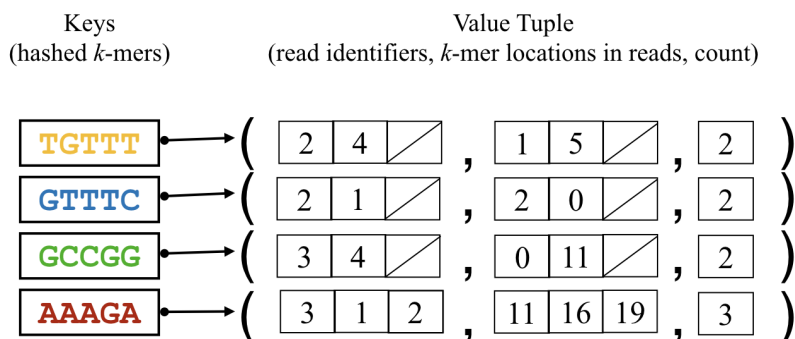 Keys Value Tuple
(hashed k-mers) (read identifiers, k-mer locations in reads, count)
TGTTT ( 2 4 , 1 5 , 2 )
GTTTC ( 2 1 , 2 0 , 2 )
GCCGG ( 3 4 , 0 11 , 2 )
AAAGA ( 3 1 2 , 11 16 19 , 3 )